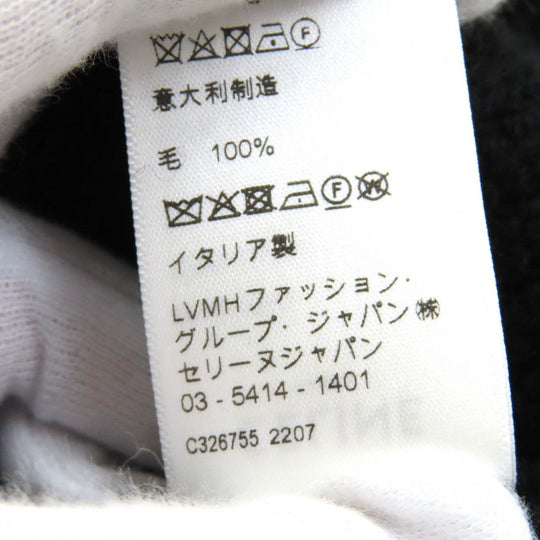 意大利制造
毛 100%
イタリア製
LVMHファッション・
グループ・ジャパン㈱
セリーヌジャパン
03-5414-1401
C326755 2207